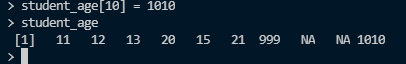 > student_age[10] = 1010
> student_age
[1] 11 12 13 20 15 21 999 NA NA 1010
>